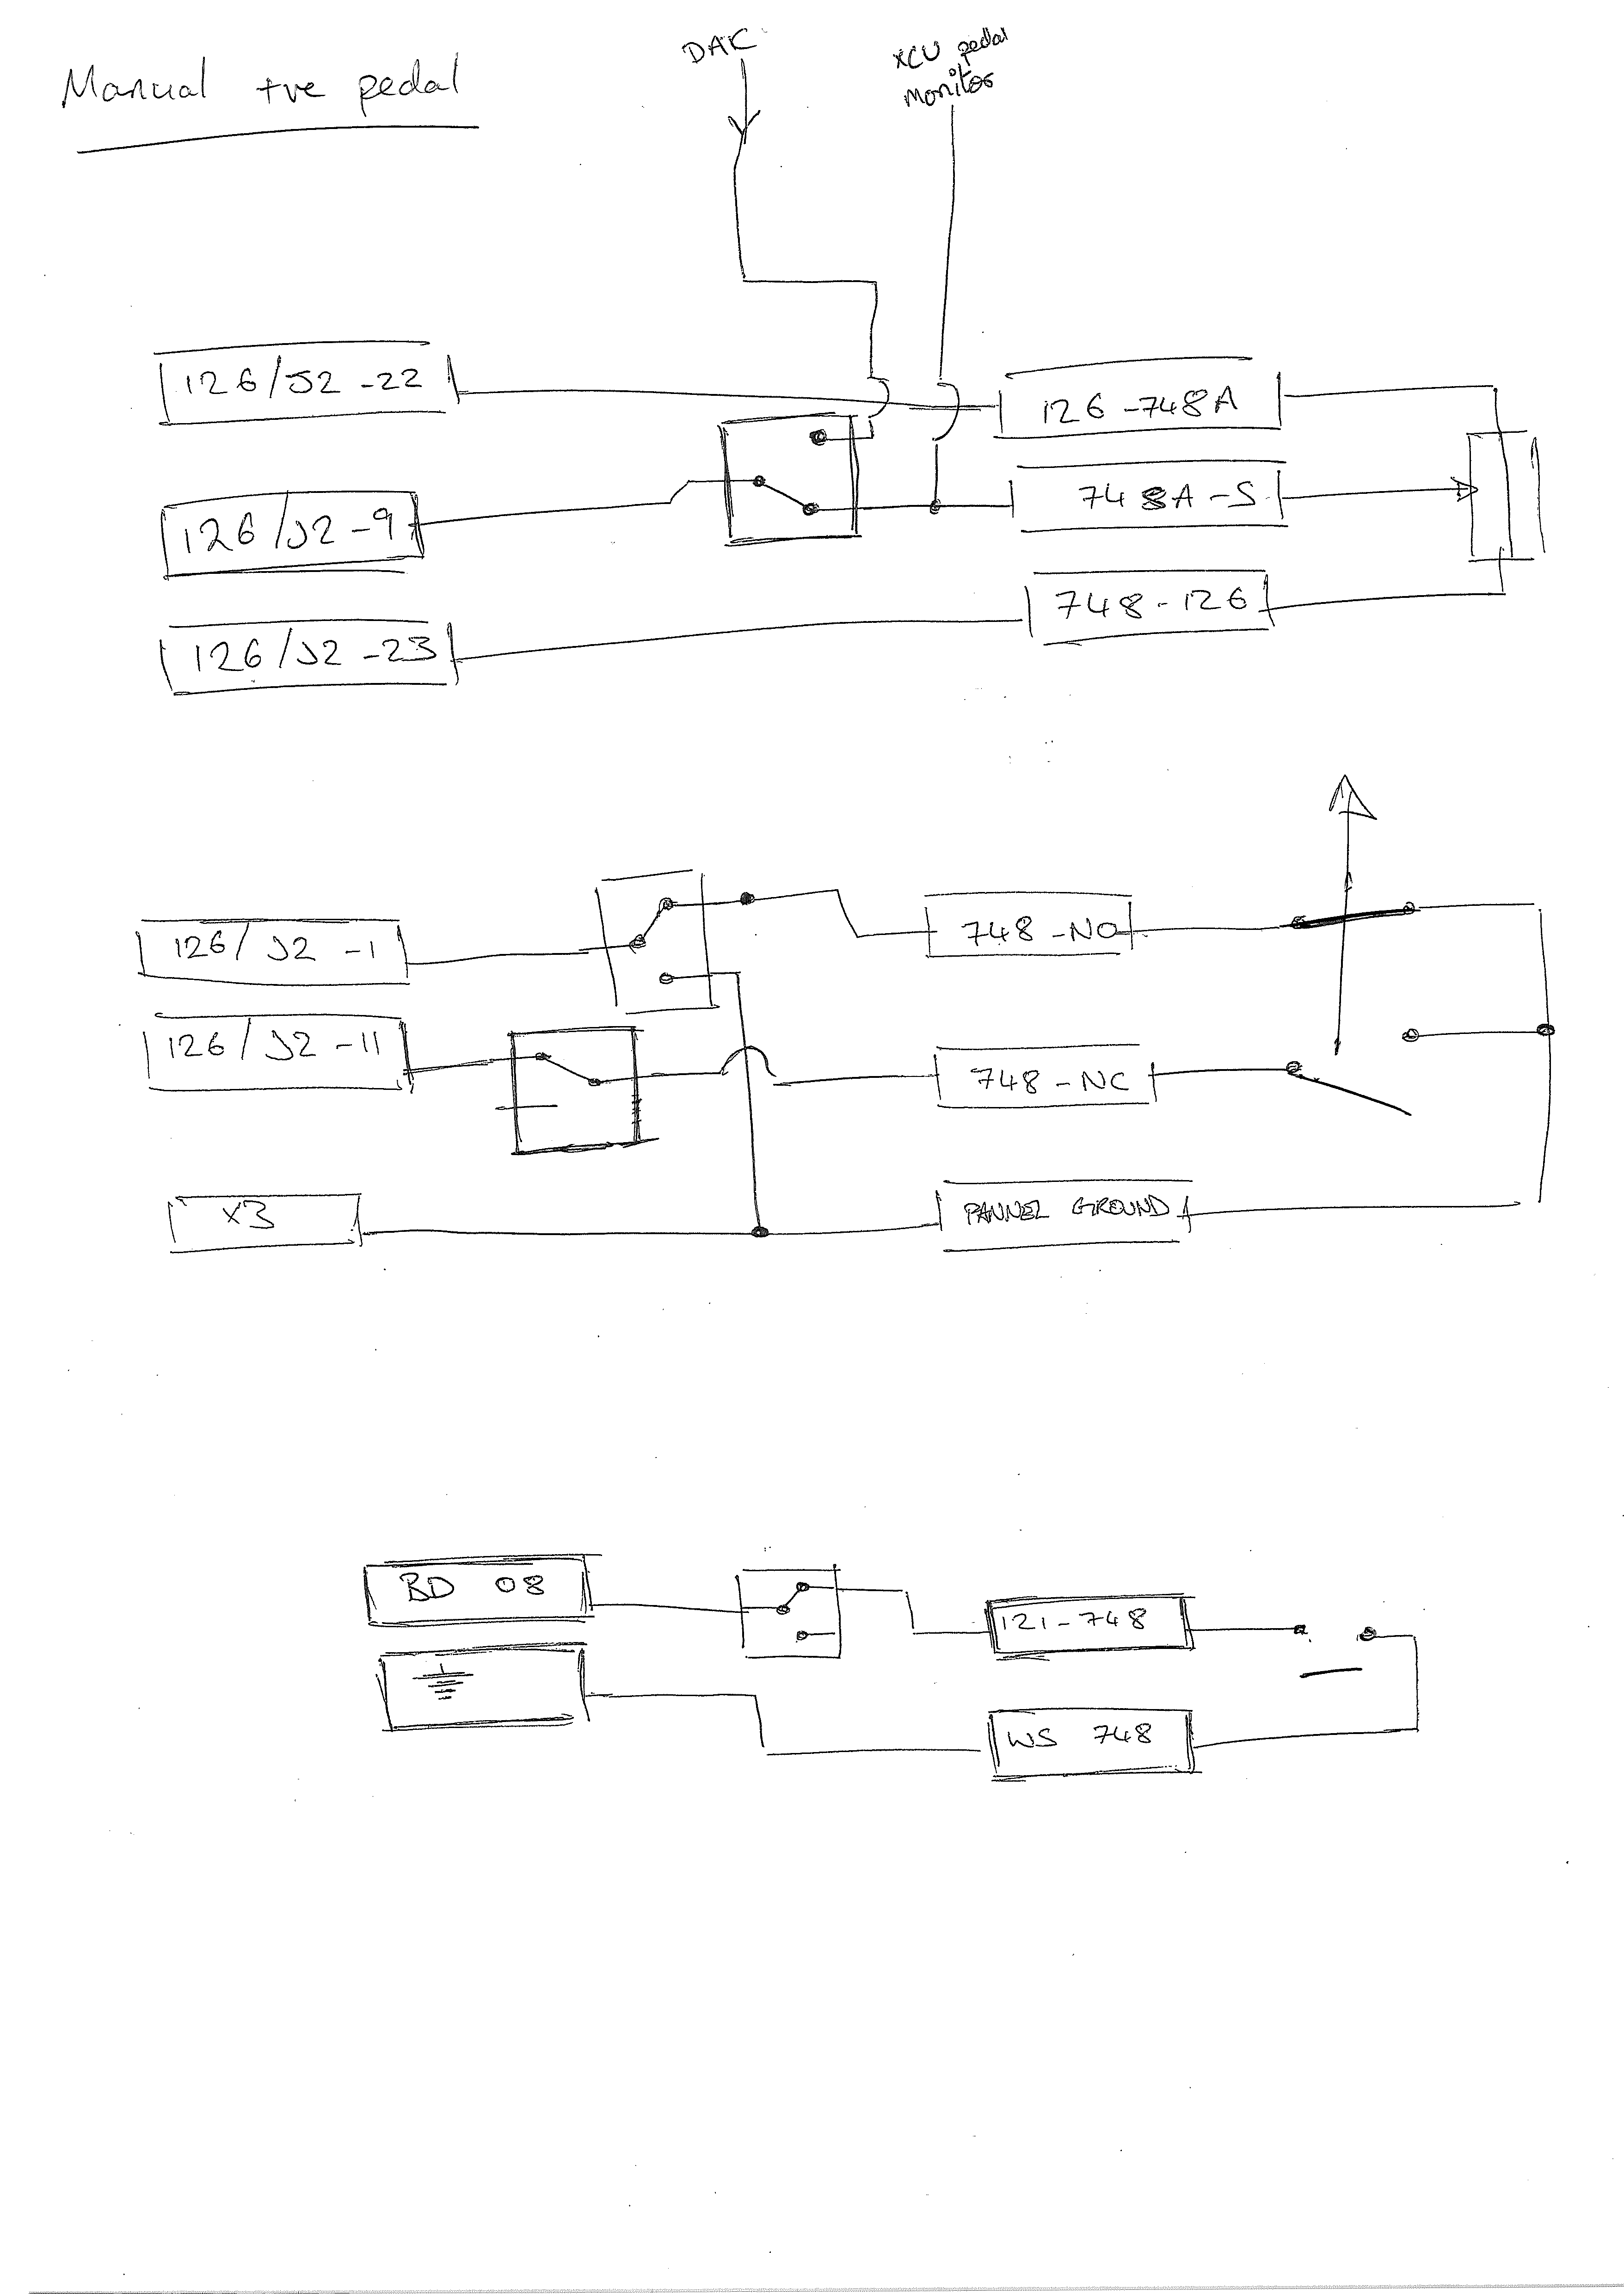 Manual +ve pedal
DAC
XCU pedal
monitor
126/J2-22
126-748A
126/J2-9
748A-S
126/J2-23
748-126
126/J2-1
748-NO
126/J2-11
748-NC
X3
PANNEL GROUND
BD 08
121-748
WS 748